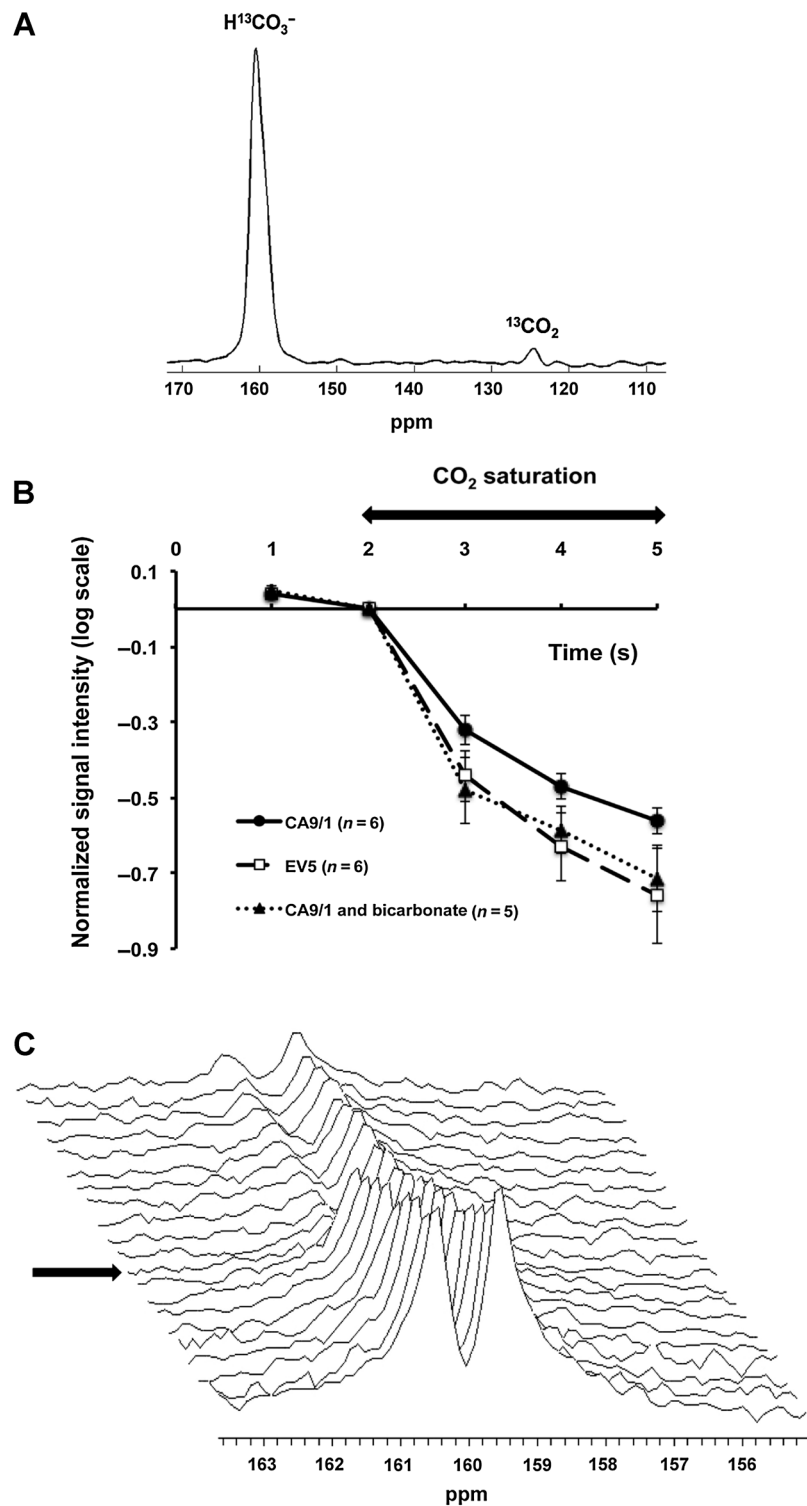 A
H¹³CO₃⁻
¹³CO₂
170 160 150 140 130 120 110
ppm
B
CO₂ saturation
0 1 2 3 4 5
Normalized signal intensity (log scale)
0.1
–0.1
–0.3
–0.5
–0.7
–0.9
Time (s)
CA9/1 (n = 6)
EV5 (n = 6)
CA9/1 and bicarbonate (n = 5)
C
163 162 161 160 159 158 157 156
ppm